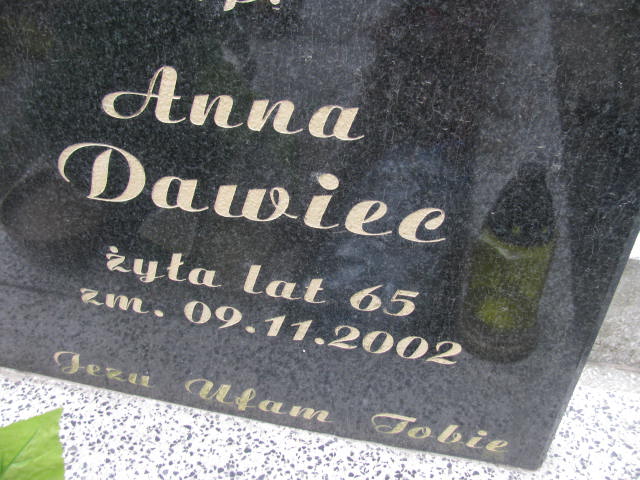 Anna
Dawiec
żyła lat 65
zm. 09.11.2002
Jezu Ufam Tobie